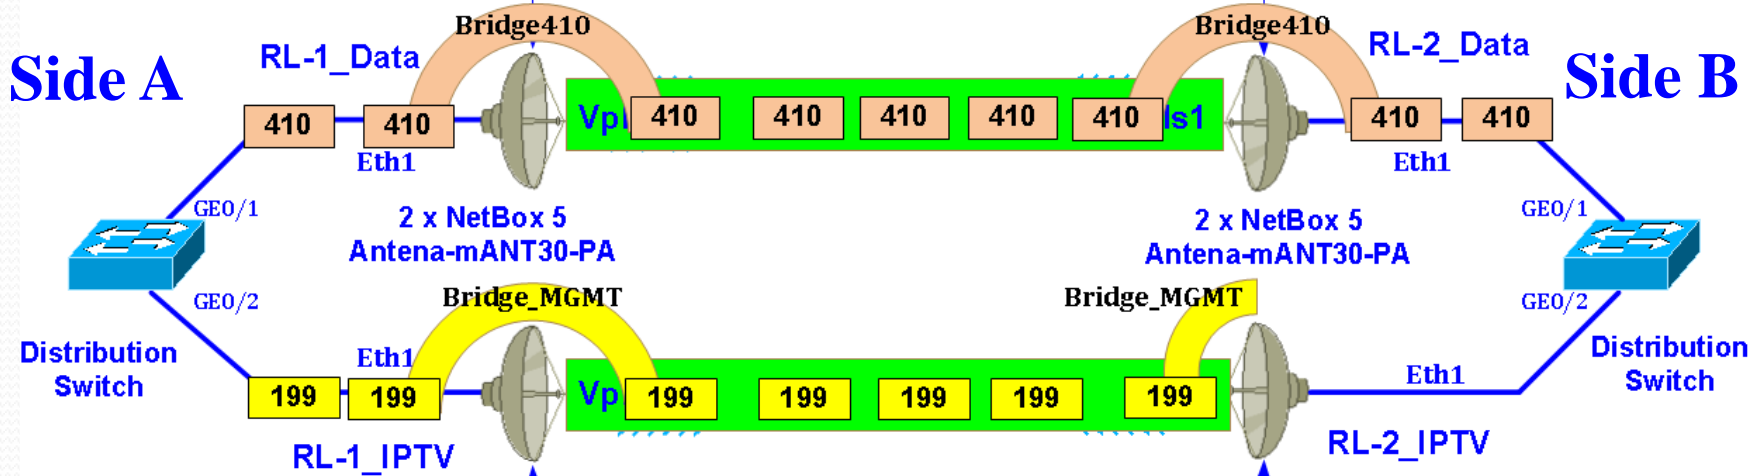 Bridge410
Bridge410
RL-1_Data
RL-2_Data
Side A
Side B
410
410
Vpl
410
410
410
410
410
ls1
410
410
Eth1
Eth1
GE0/1
GE0/1
2 x NetBox 5
Antena-mANT30-PA
2 x NetBox 5
Antena-mANT30-PA
GE0/2
Bridge_MGMT
Bridge_MGMT
GE0/2
Distribution
Switch
Distribution
Switch
Eth1
Eth1
199
199
Vp
199
199
199
199
199
RL-1_IPTV
RL-2_IPTV